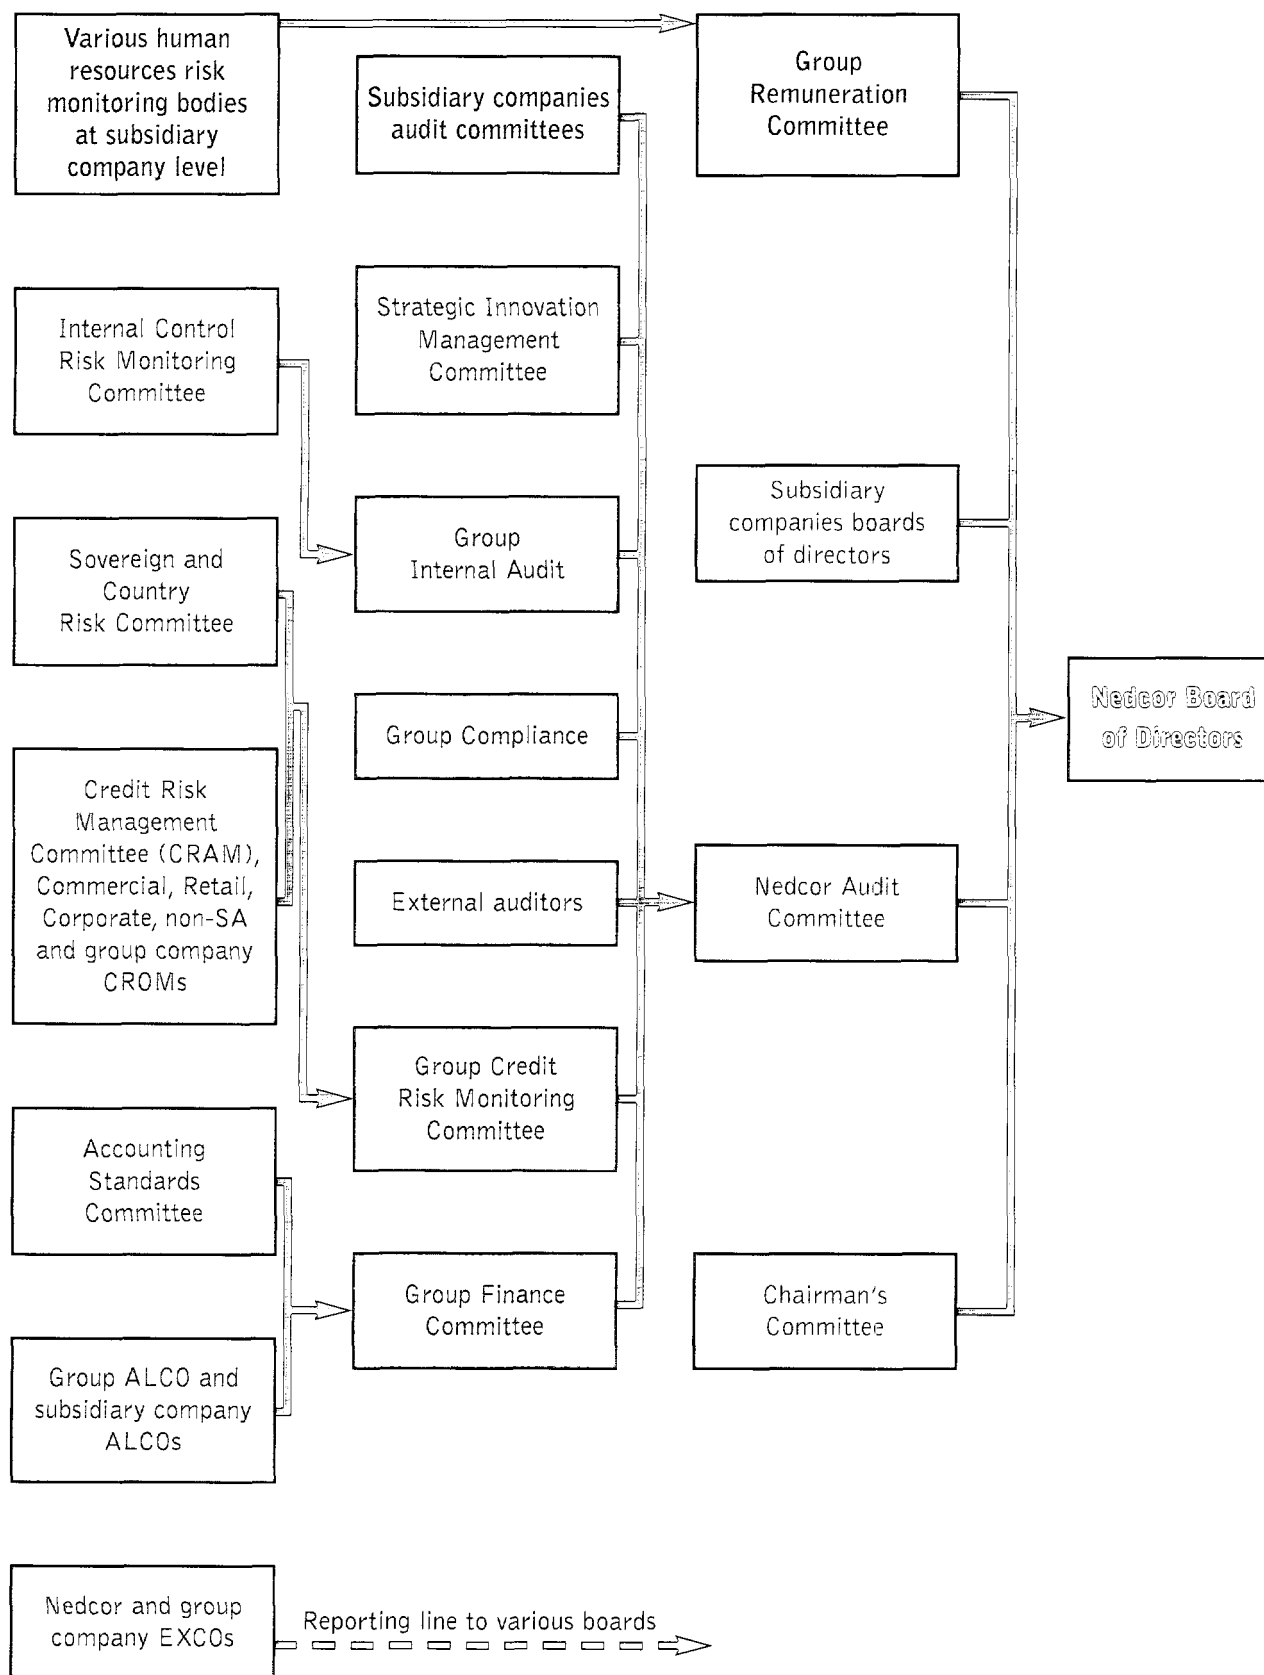 Various human
resources risk
monitoring bodies
at subsidiary
company level
Subsidiary companies
audit committees
Group
Remuneration
Committee
Internal Control
Risk Monitoring
Committee
Strategic Innovation
Management
Committee
Subsidiary
companies boards
of directors
Sovereign and
Country
Risk Committee
Group
Internal Audit
Nedcor Board
of Directors
Group Compliance
Credit Risk
Management
Committee (CRAM),
Commercial, Retail,
Corporate, non-SA
and group company
CROMs
External auditors
Nedcor Audit
Committee
Group Credit
Risk Monitoring
Committee
Accounting
Standards
Committee
Group Finance
Committee
Chairman's
Committee
Group ALCO and
subsidiary company
ALCOs
Nedcor and group
company EXCOs
Reporting line to various boards